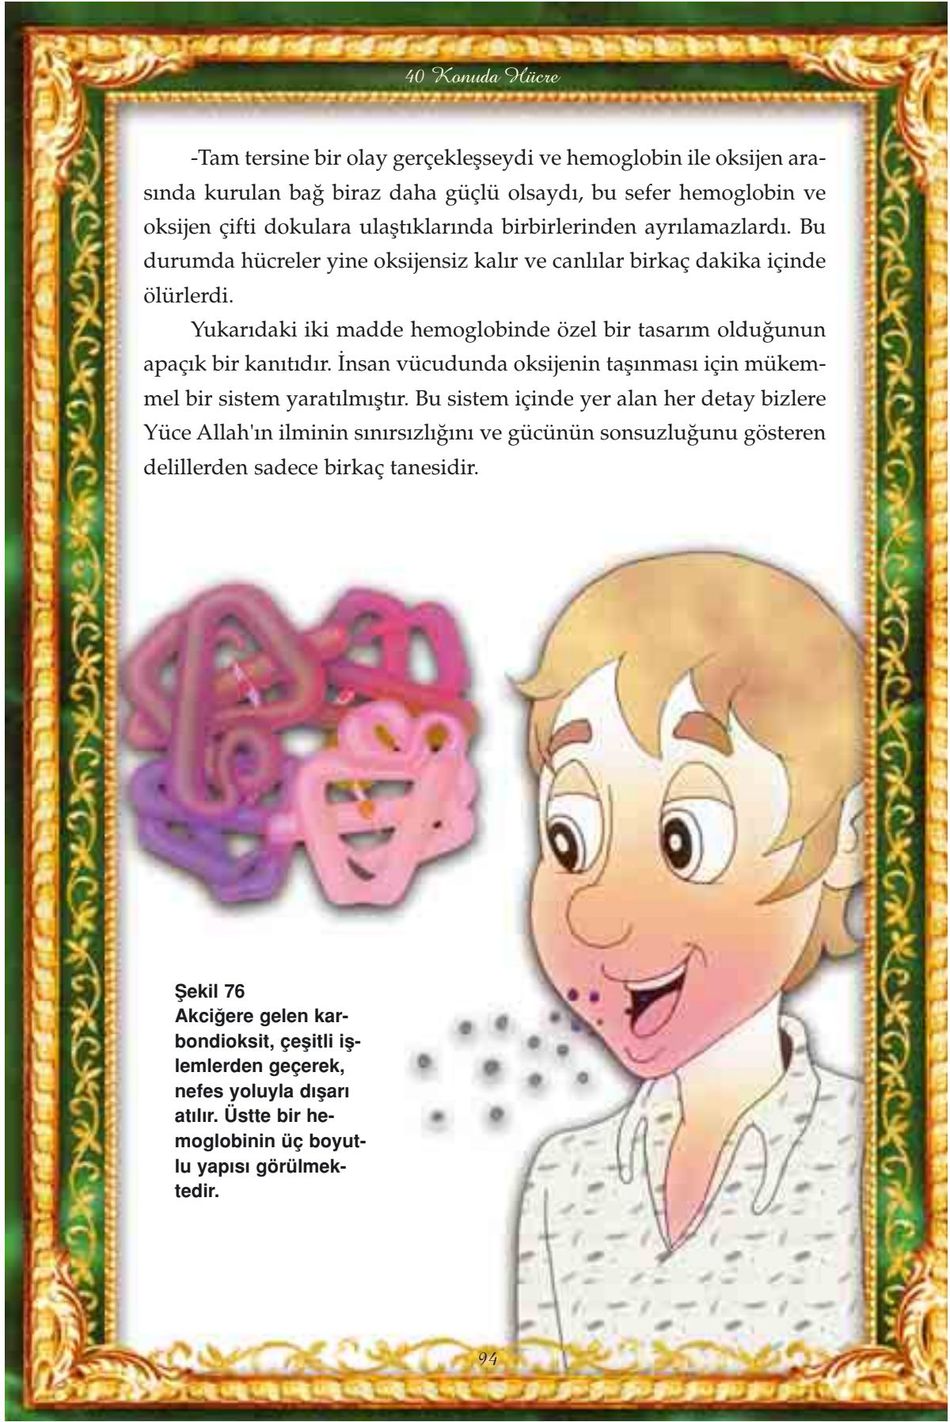 40 Konuda Hücre
-Tam tersine bir olay gerçekleşseydi ve hemoglobin ile oksijen ara-
sında kurulan bağ biraz daha güçlü olsaydı, bu sefer hemoglobin ve
oksijen çifti dokulara ulaştıklarında birbirlerinden ayrılamazlardı. Bu
durumda hücreler yine oksijensiz kalır ve canlılar birkaç dakika içinde
ölürlerdi.
Yukarıdaki iki madde hemoglobinde özel bir tasarım olduğunun
apaçık bir kanıtıdır. İnsan vücudunda oksijenin taşınması için mükem-
mel bir sistem yaratılmıştır. Bu sistem içinde yer alan her detay bizlere
Yüce Allah'ın ilminin sınırsızlığını ve gücünün sonsuzluğunu gösteren
delillerden sadece birkaç tanesidir.
Şekil 76
Akciğere gelen kar-
bondioksit, çeşitli iş-
lemlerden geçerek,
nefes yoluyla dışarı
atılır. Üstte bir he-
moglobinin üç boyut-
lu yapısı görülmek-
tedir.
94